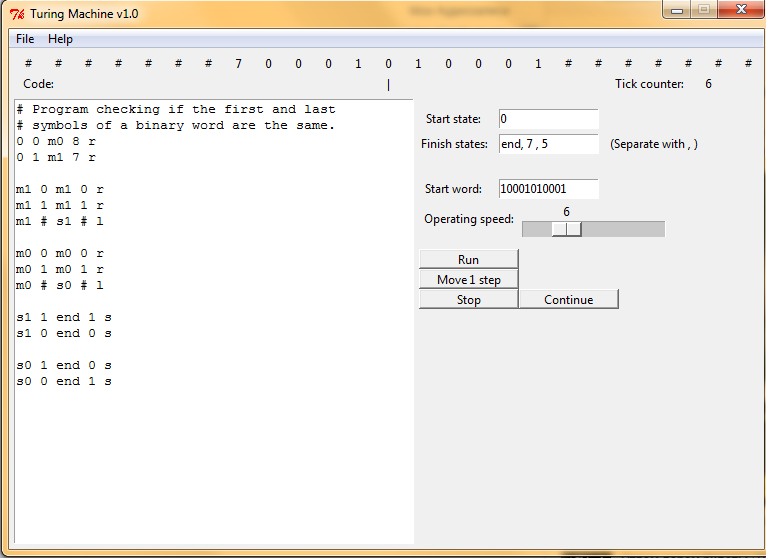 Turing Machine v1.0
File Help
# # # # # # # 7 0 0 0 1 0 1 0 0 0 1 # # # # # # #
Code: | Tick counter: 6
# Program checking if the first and last
# symbols of a binary word are the same.
0 0 m0 8 r
0 1 m1 7 r
m1 0 m1 0 r
m1 1 m1 1 r
m1 # s1 # l
m0 0 m0 0 r
m0 1 m0 1 r
m0 # s0 # l
s1 1 end 1 s
s1 0 end 0 s
s0 1 end 0 s
s0 0 end 1 s
Start state: 0
Finish states: end, 7 , 5 (Separate with , )
Start word: 10001010001
6
Operating speed:
Run
Move 1 step
Stop Continue